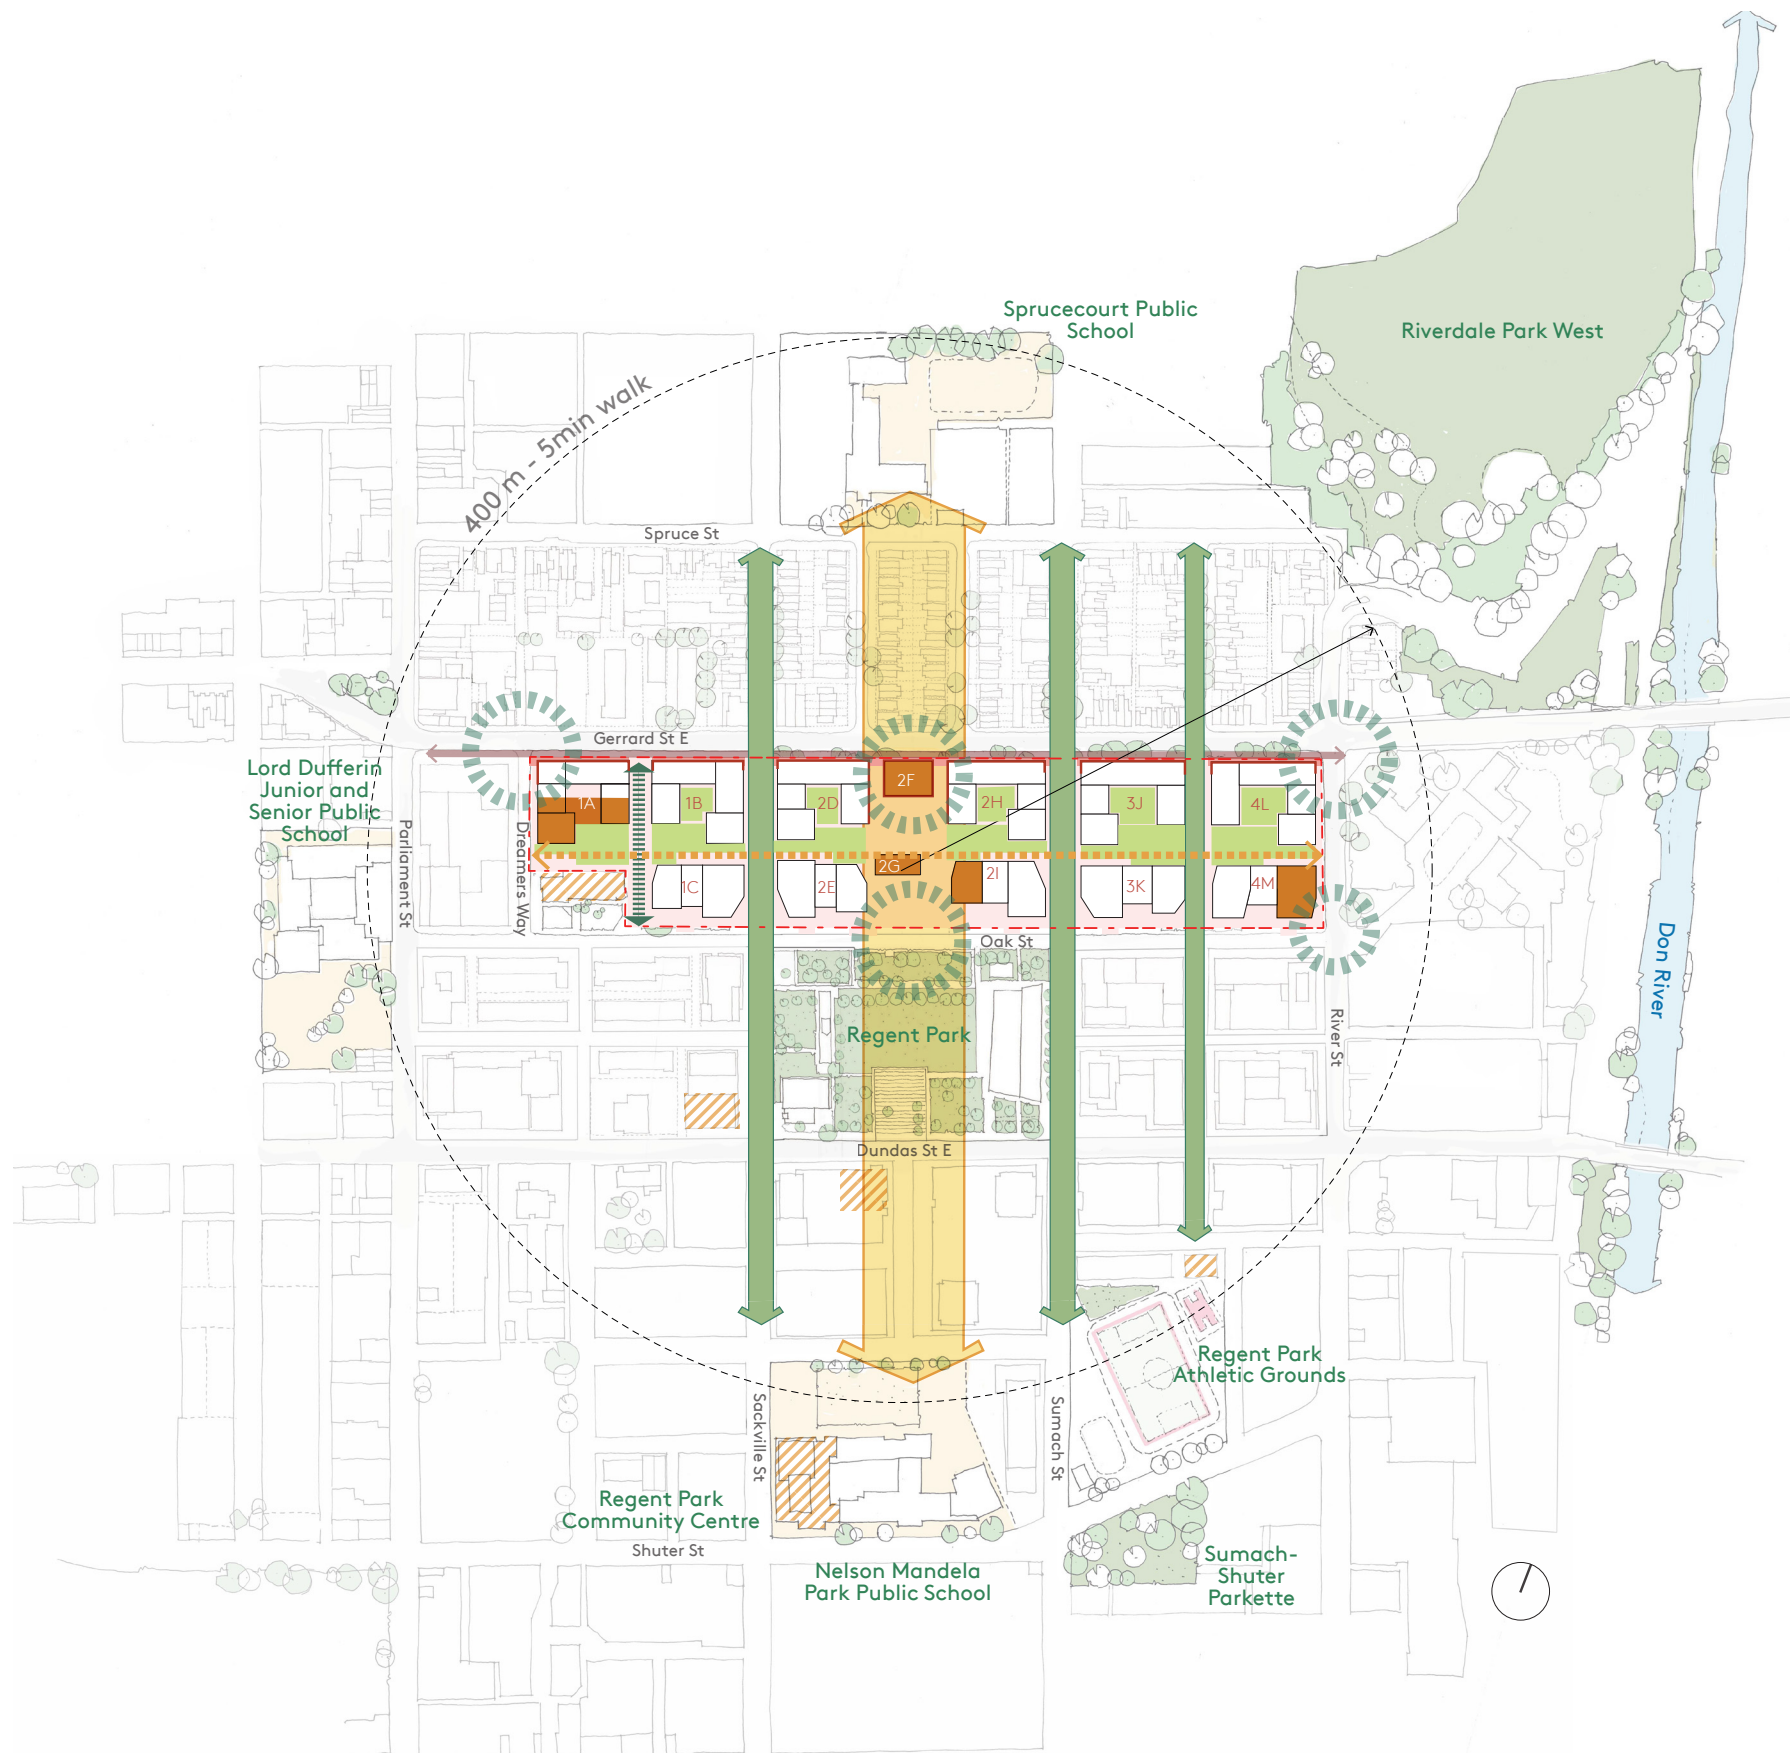 Sprucecourt Public
School
Riverdale Park West
400 m - 5min walk
Spruce St
Gerrard St E
Lord Dufferin
Junior and
Senior Public
School
Parliament St
Dreamers Way
1A
1B
2D
2F
2H
3J
4L
1C
2E
2G
2I
3K
4M
Oak St
Don River
River St
Regent Park
Dundas St E
Regent Park
Athletic Grounds
Sackville St
Sumach St
Regent Park
Community Centre
Shuter St
Nelson Mandela
Park Public School
Sumach-
Shuter
Parkette